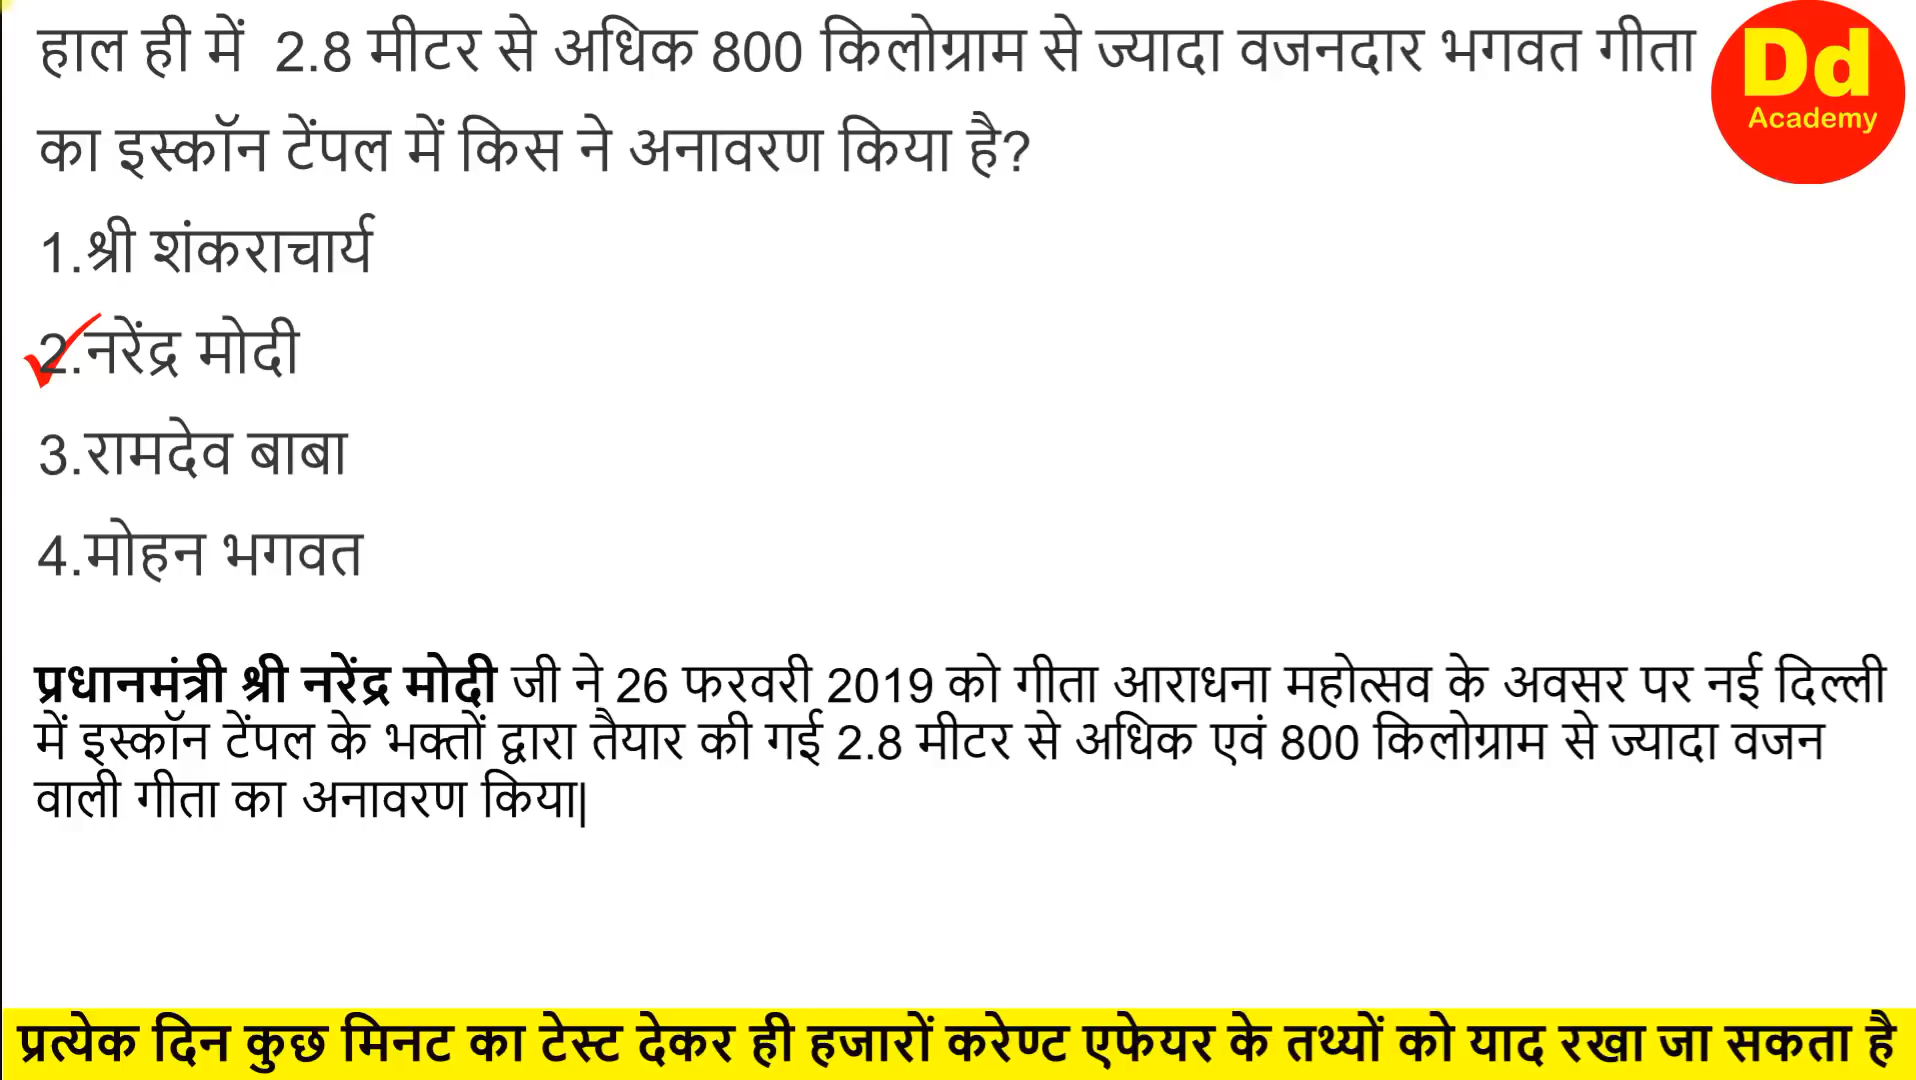 हाल ही में  2.8 मीटर से अधिक 800 किलोग्राम से ज्यादा वजनदार भगवत गीता
का इस्कॉन टेंपल में किस ने अनावरण किया है?
Dd
Academy
1.श्री शंकराचार्य
2.नरेंद्र मोदी
3.रामदेव बाबा
4.मोहन भगवत
प्रधानमंत्री श्री नरेंद्र मोदी जी ने 26 फरवरी 2019 को गीता आराधना महोत्सव के अवसर पर नई दिल्ली
में इस्कॉन टेंपल के भक्तों द्वारा तैयार की गई 2.8 मीटर से अधिक एवं 800 किलोग्राम से ज्यादा वजन
वाली गीता का अनावरण किया|
प्रत्येक दिन कुछ मिनट का टेस्ट देकर ही हजारों करेण्ट एफेयर के तथ्यों को याद रखा जा सकता है